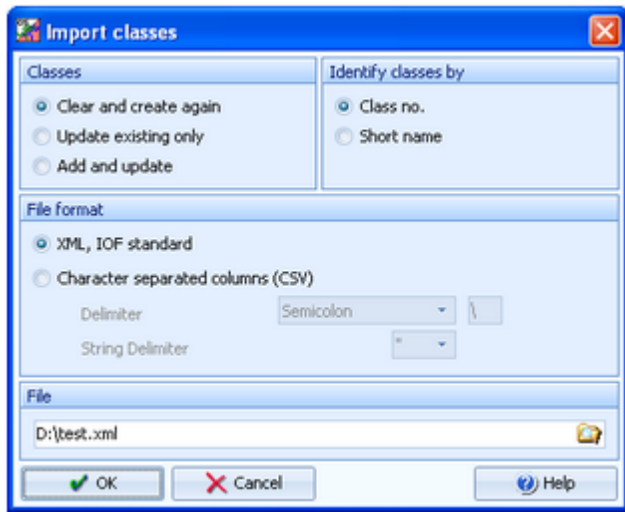 Import classes
Classes
Identify classes by
Clear and create again
Class no.
Update existing only
Short name
Add and update
File format
XML, IOF standard
Character separated columns (CSV)
Delimiter
Semicolon
\
String Delimiter
"
File
D:\test.xml
OK
Cancel
Help